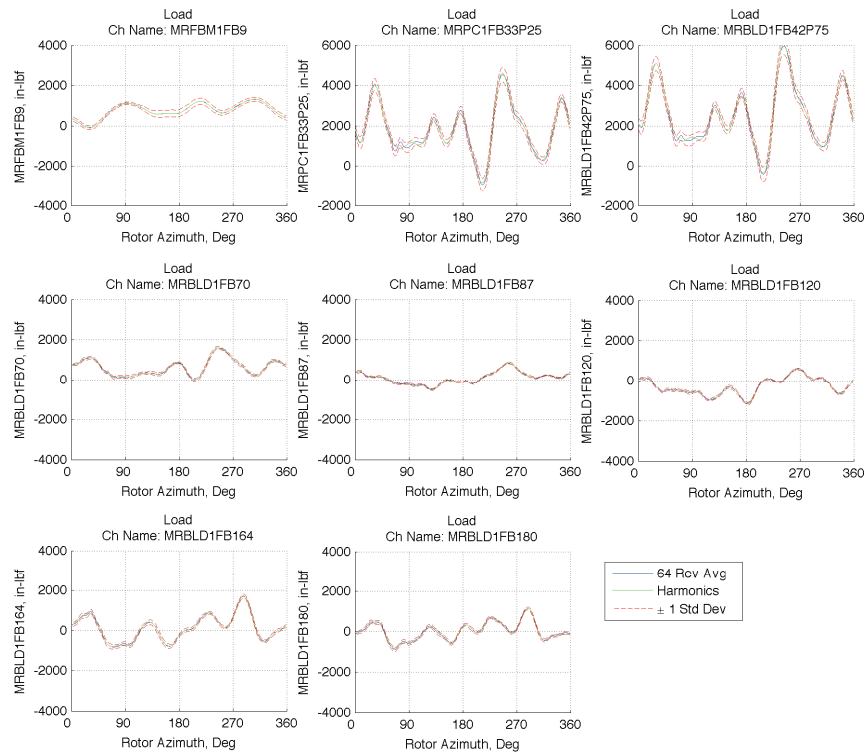 Load
Ch Name: MRFBM1FB9
MRFBM1FB9, in-lbf
4000
2000
0
-2000
-4000
0 90 180 270 360
Rotor Azimuth, Deg
Load
Ch Name: MRPC1FB33P25
MRPC1FB33P25, in-lbf
6000
4000
2000
0
-2000
0 90 180 270 360
Rotor Azimuth, Deg
Load
Ch Name: MRBLD1FB42P75
MRBLD1FB42P75, in-lbf
6000
4000
2000
0
-2000
0 90 180 270 360
Rotor Azimuth, Deg
Load
Ch Name: MRBLD1FB70
MRBLD1FB70, in-lbf
4000
2000
0
-2000
-4000
0 90 180 270 360
Rotor Azimuth, Deg
Load
Ch Name: MRBLD1FB87
MRBLD1FB87, in-lbf
4000
2000
0
-2000
-4000
0 90 180 270 360
Rotor Azimuth, Deg
Load
Ch Name: MRBLD1FB120
MRBLD1FB120, in-lbf
4000
2000
0
-2000
-4000
0 90 180 270 360
Rotor Azimuth, Deg
Load
Ch Name: MRBLD1FB164
MRBLD1FB164, in-lbf
4000
2000
0
-2000
-4000
0 90 180 270 360
Rotor Azimuth, Deg
Load
Ch Name: MRBLD1FB180
MRBLD1FB180, in-lbf
4000
2000
0
-2000
-4000
0 90 180 270 360
Rotor Azimuth, Deg
64 Rev Avg
Harmonics
± 1 Std Dev